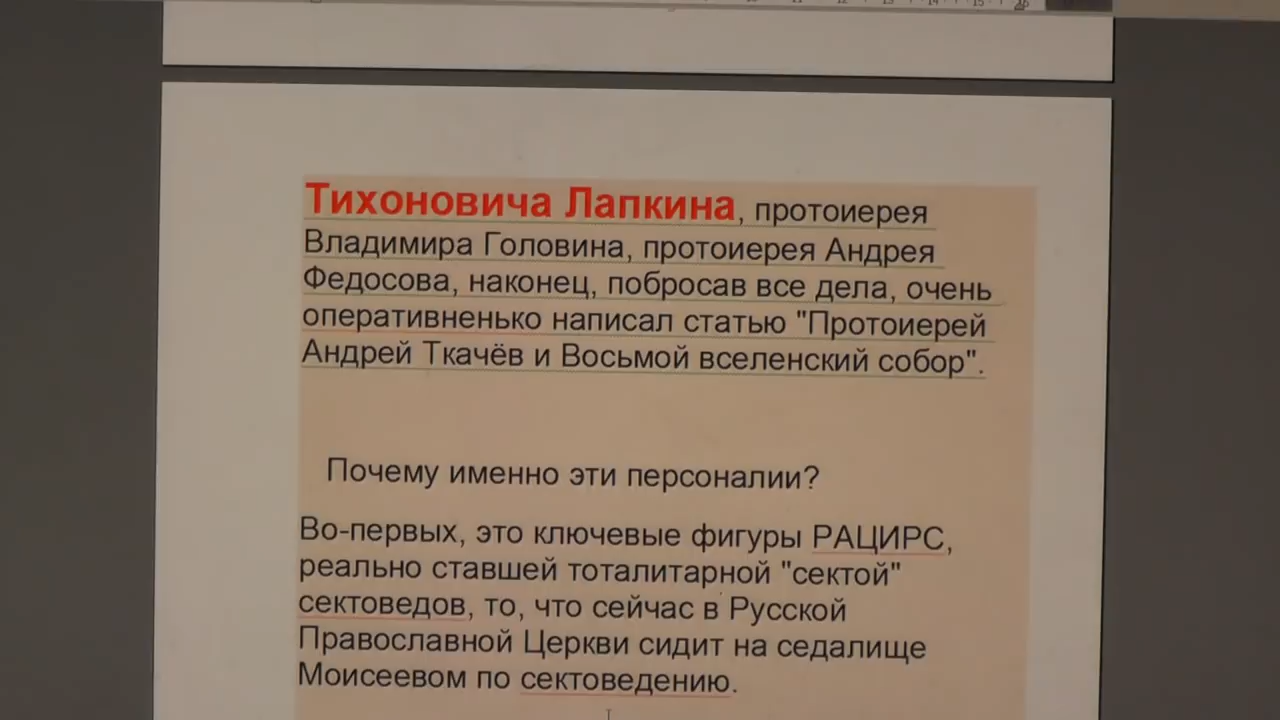 Тихоновича Лапкина, протоиерея
Владимира Головина, протоиерея Андрея
Федосова, наконец, побросав все дела, очень
оперативненько написал статью "Протоиерей
Андрей Ткачёв и Восьмой вселенский собор".
Почему именно эти персоналии?
Во-первых, это ключевые фигуры РАЦИРС,
реально ставшей тоталитарной "сектой"
сектоведов, то, что сейчас в Русской
Православной Церкви сидит на седалище
Моисеевом по сектоведению.